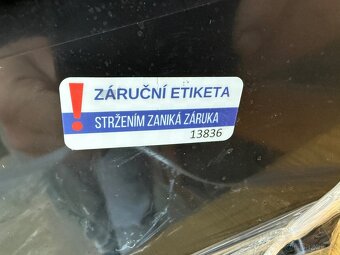 ZÁRUČNÍ ETIKETA
STRŽENÍM ZANIKÁ ZÁRUKA
13836